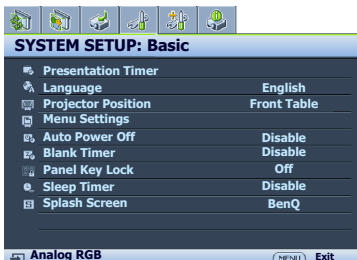 SYSTEM SETUP: Basic
Presentation Timer
Language English
Projector Position Front Table
Menu Settings
Auto Power Off Disable
Blank Timer Disable
Panel Key Lock Off
Sleep Timer Disable
Splash Screen BenQ
Analog RGB MENU Exit